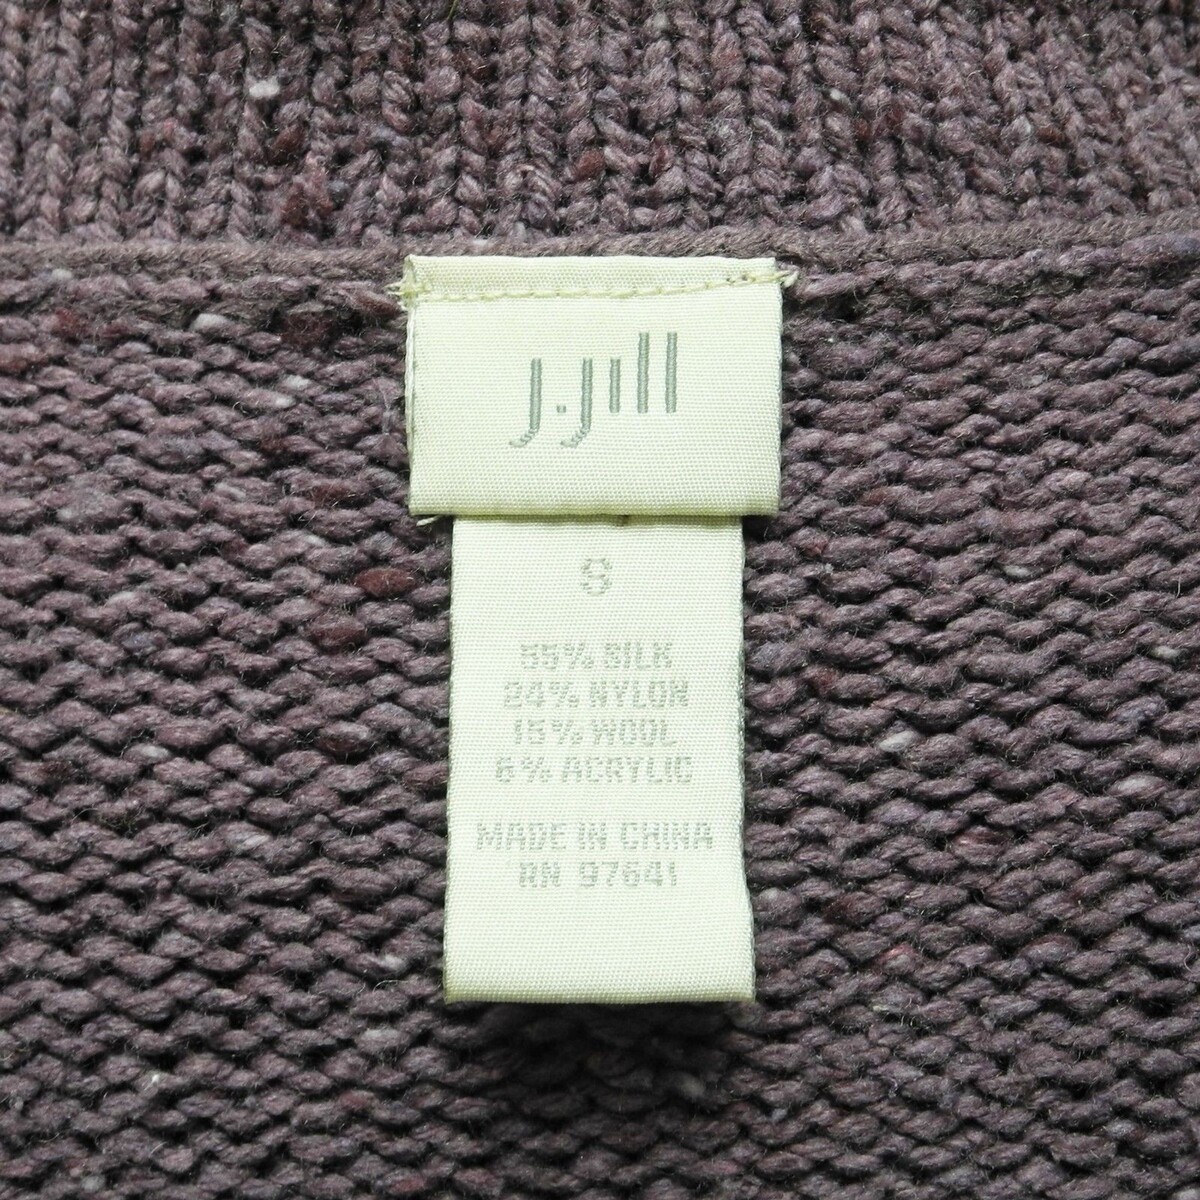 J.Jill
S
55% SILK
24% NYLON
15% WOOL
6% ACRYLIC
MADE IN CHINA
RN 97641